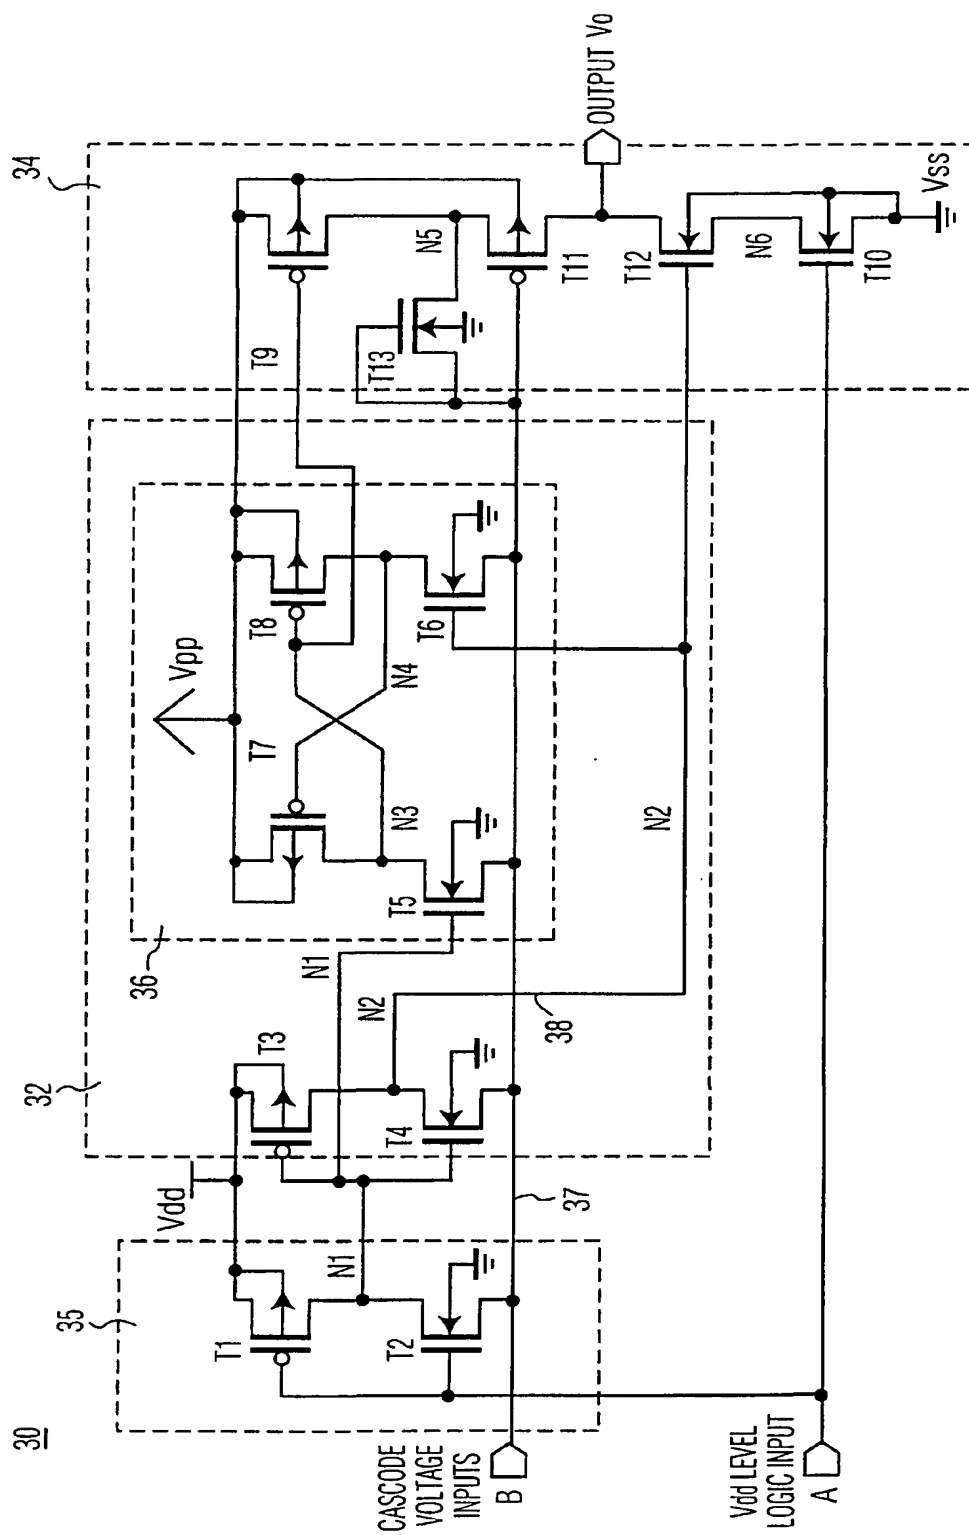 30
35
32
36
34
Vdd
Vpp
T1
T2
N1
T3
T4
N1
N2
38
37
T5
N3
T7
N4
T8
T6
T9
T13
N5
T11
T12
N6
T10
Vss
N2
OUTPUT Vo
CASCODE
VOLTAGE
INPUTS
B
Vdd LEVEL
LOGIC INPUT
A